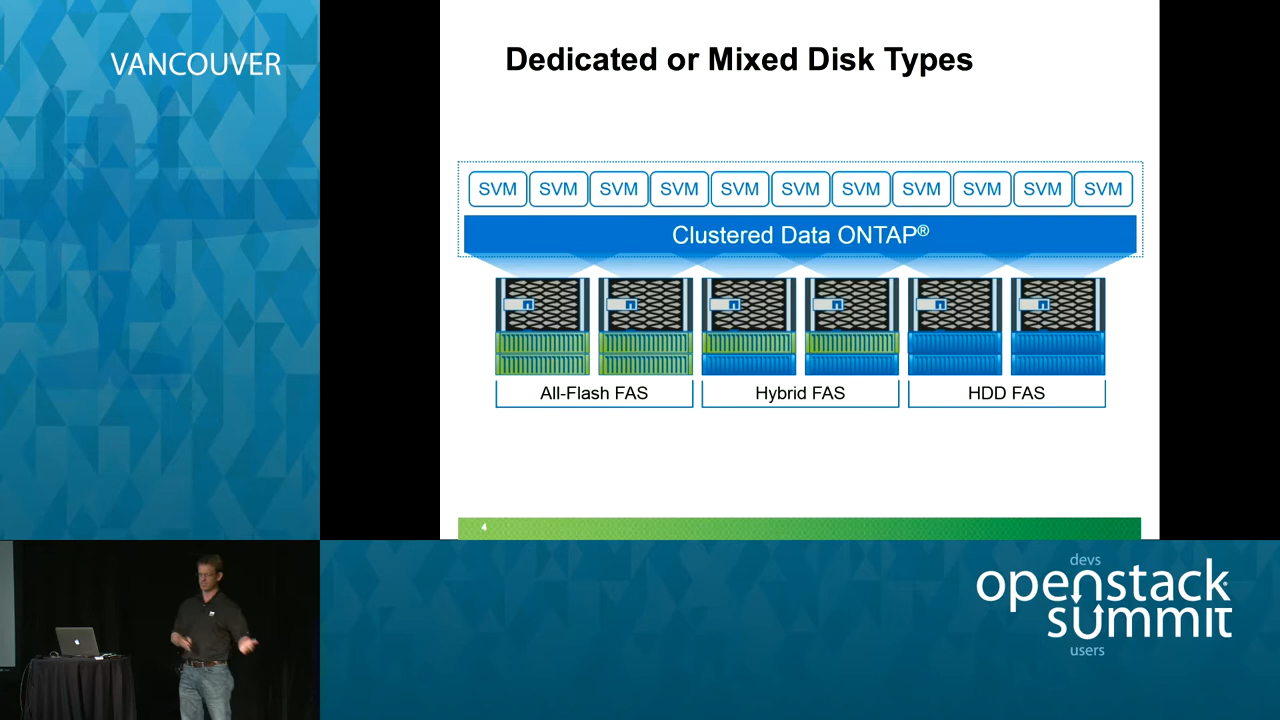 VANCOUVER
Dedicated or Mixed Disk Types
SVM SVM SVM SVM SVM SVM SVM SVM SVM SVM SVM
Clustered Data ONTAP®
All-Flash FAS
Hybrid FAS
HDD FAS
4
devs
openstack
summit
users